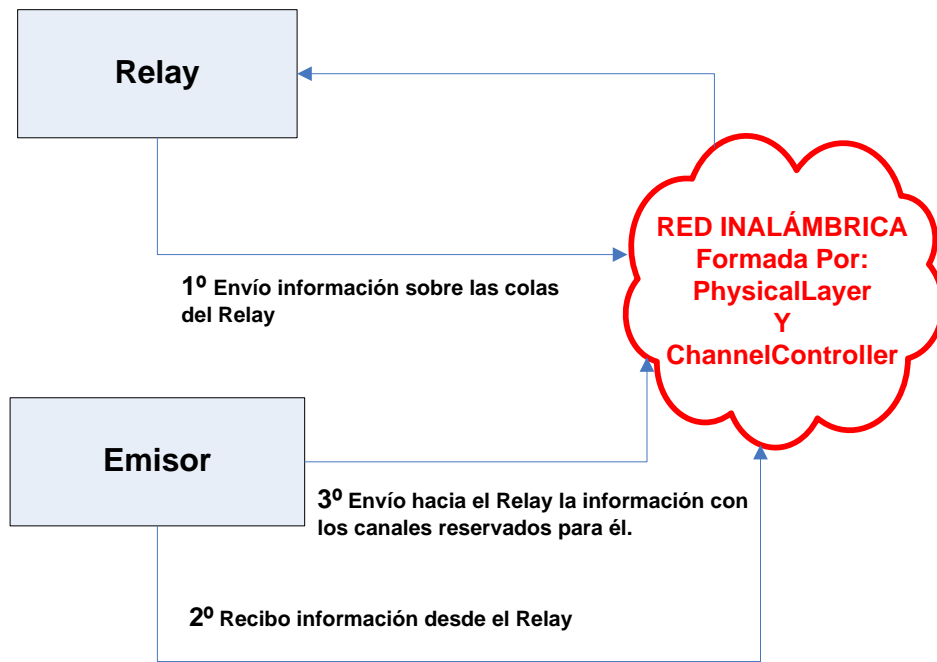 Relay
RED INALÁMBRICA
Formada Por:
PhysicalLayer
Y
ChannelController
1º Envío información sobre las colas
del Relay
Emisor
3º Envío hacia el Relay la información con
los canales reservados para él.
2º Recibo información desde el Relay